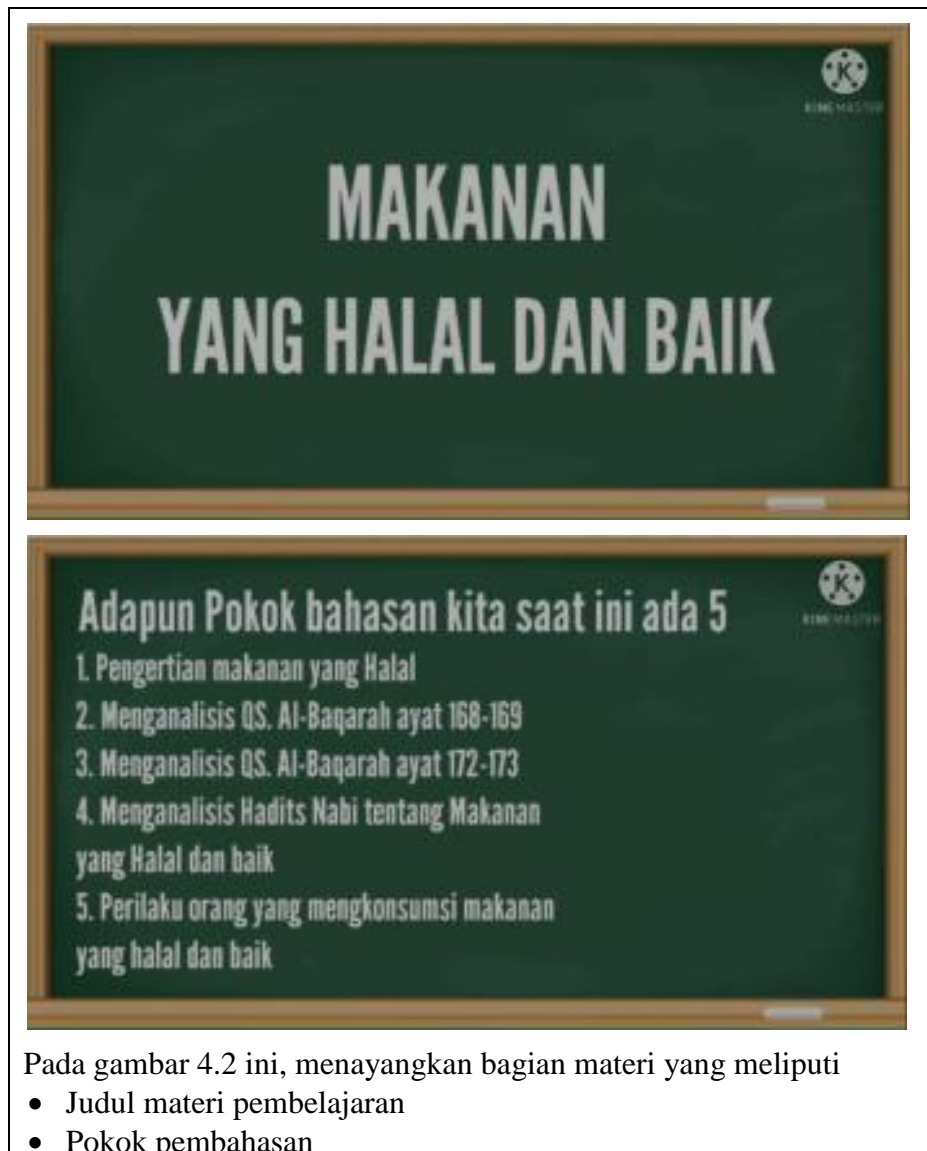 KINEMASTER
MAKANAN
YANG HALAL DAN BAIK
KINEMASTER
Adapun Pokok bahasan kita saat ini ada 5
1. Pengertian makanan yang Halal
2. Menganalisis QS. Al-Baqarah ayat 168-169
3. Menganalisis QS. Al-Baqarah ayat 172-173
4. Menganalisis Hadits Nabi tentang Makanan
yang Halal dan baik
5. Perilaku orang yang mengkonsumsi makanan
yang halal dan baik
Pada gambar 4.2 ini, menayangkan bagian materi yang meliputi
• Judul materi pembelajaran
• Pokok pembahasan